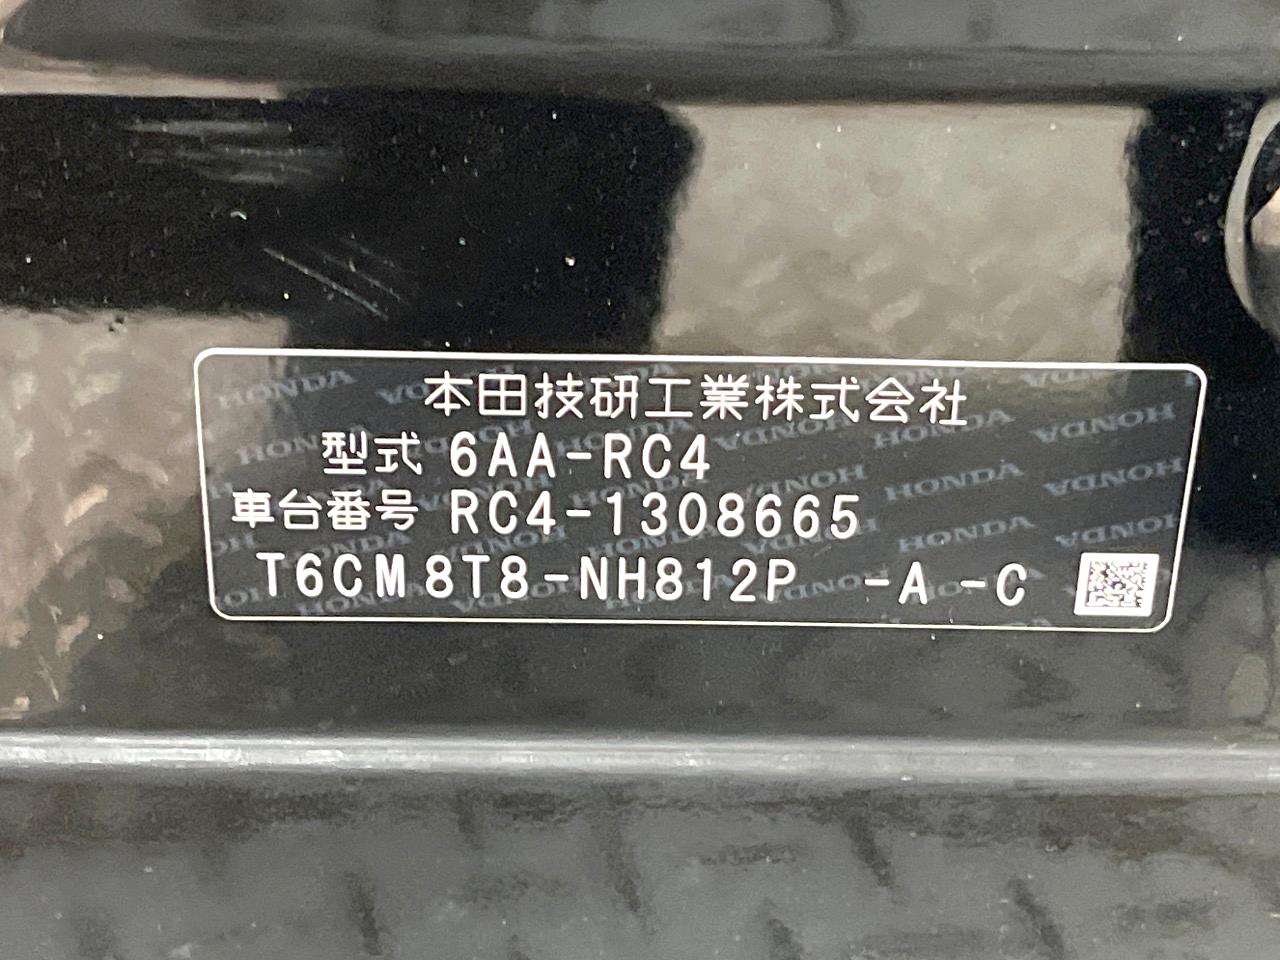 本田技研工業株式会社
型式 6AA-RC4
車台番号 RC4-1308665
T6CM8T8-NH812P -A -C